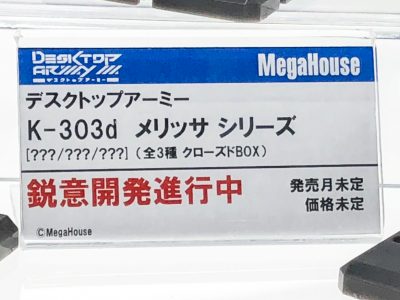 DESKTOP
ARMY
デスクトップアーミー
MegaHouse
デスクトップアーミー
K-303d メリッサ シリーズ
[???/???/???] (全3種 クローズドBOX)
鋭意開発進行中
発売月未定
価格未定
©MegaHouse